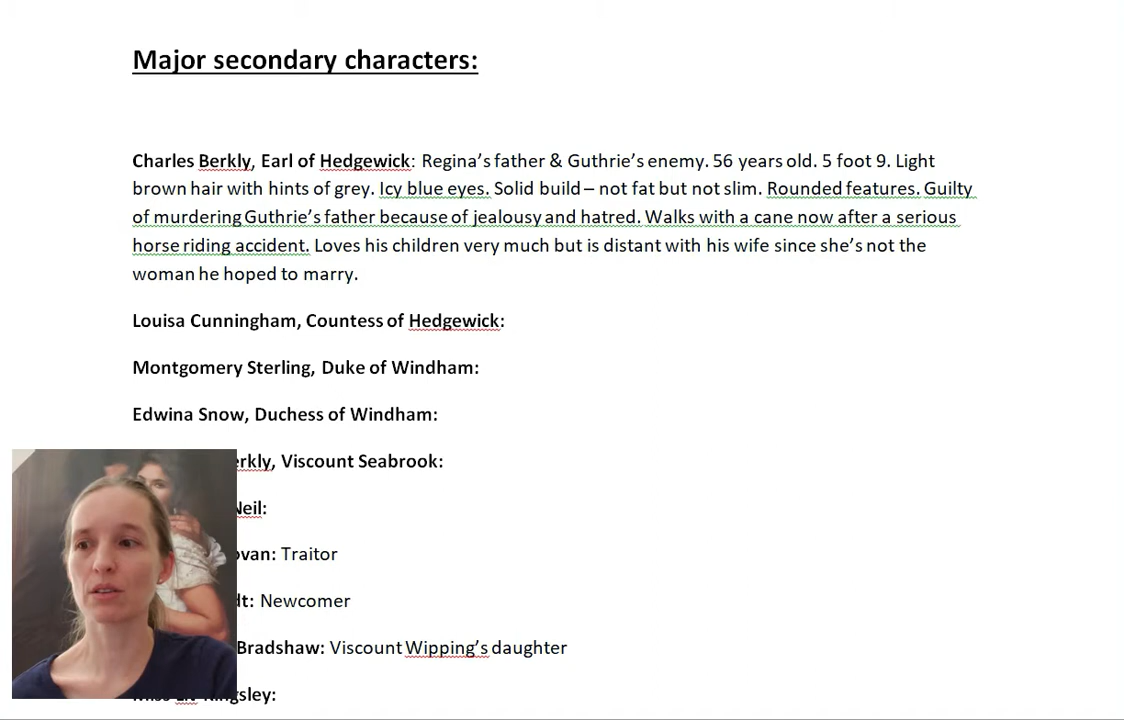 Major secondary characters:
Charles Berkly, Earl of Hedgewick: Regina’s father & Guthrie’s enemy. 56 years old. 5 foot 9. Light
brown hair with hints of grey. Icy blue eyes. Solid build – not fat but not slim. Rounded features. Guilty
of murdering Guthrie’s father because of jealousy and hatred. Walks with a cane now after a serious
horse riding accident. Loves his children very much but is distant with his wife since she’s not the
woman he hoped to marry.
Louisa Cunningham, Countess of Hedgewick:
Montgomery Sterling, Duke of Windham:
Edwina Snow, Duchess of Windham:
erkly, Viscount Seabrook:
Neil:
ovan: Traitor
dt: Newcomer
Bradshaw: Viscount Wipping’s daughter